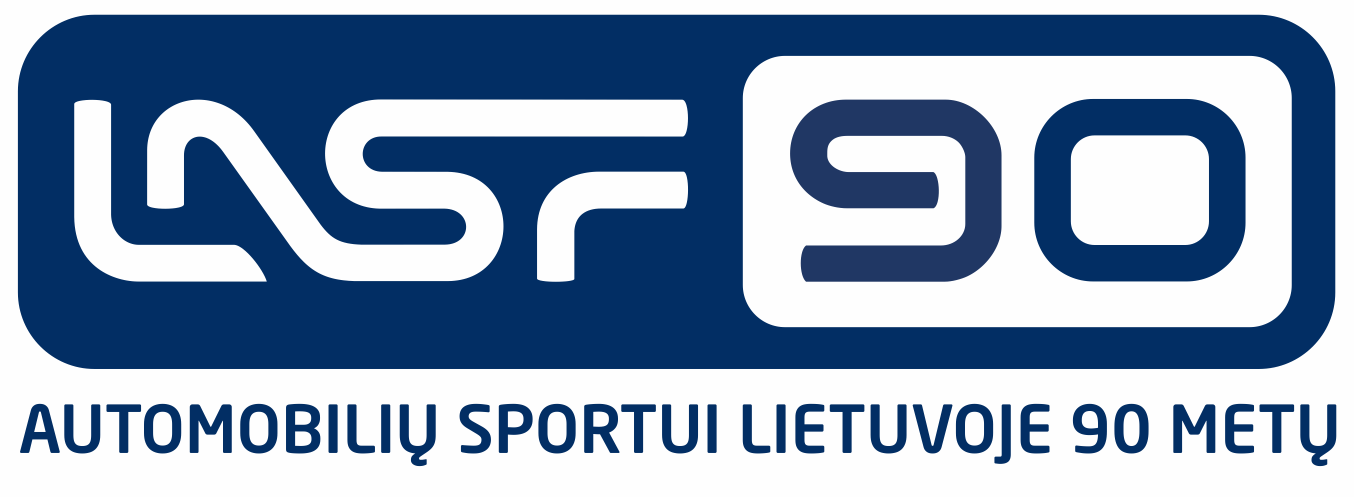 LASF 90
AUTOMOBILIŲ SPORTUI LIETUVOJE 90 METŲ